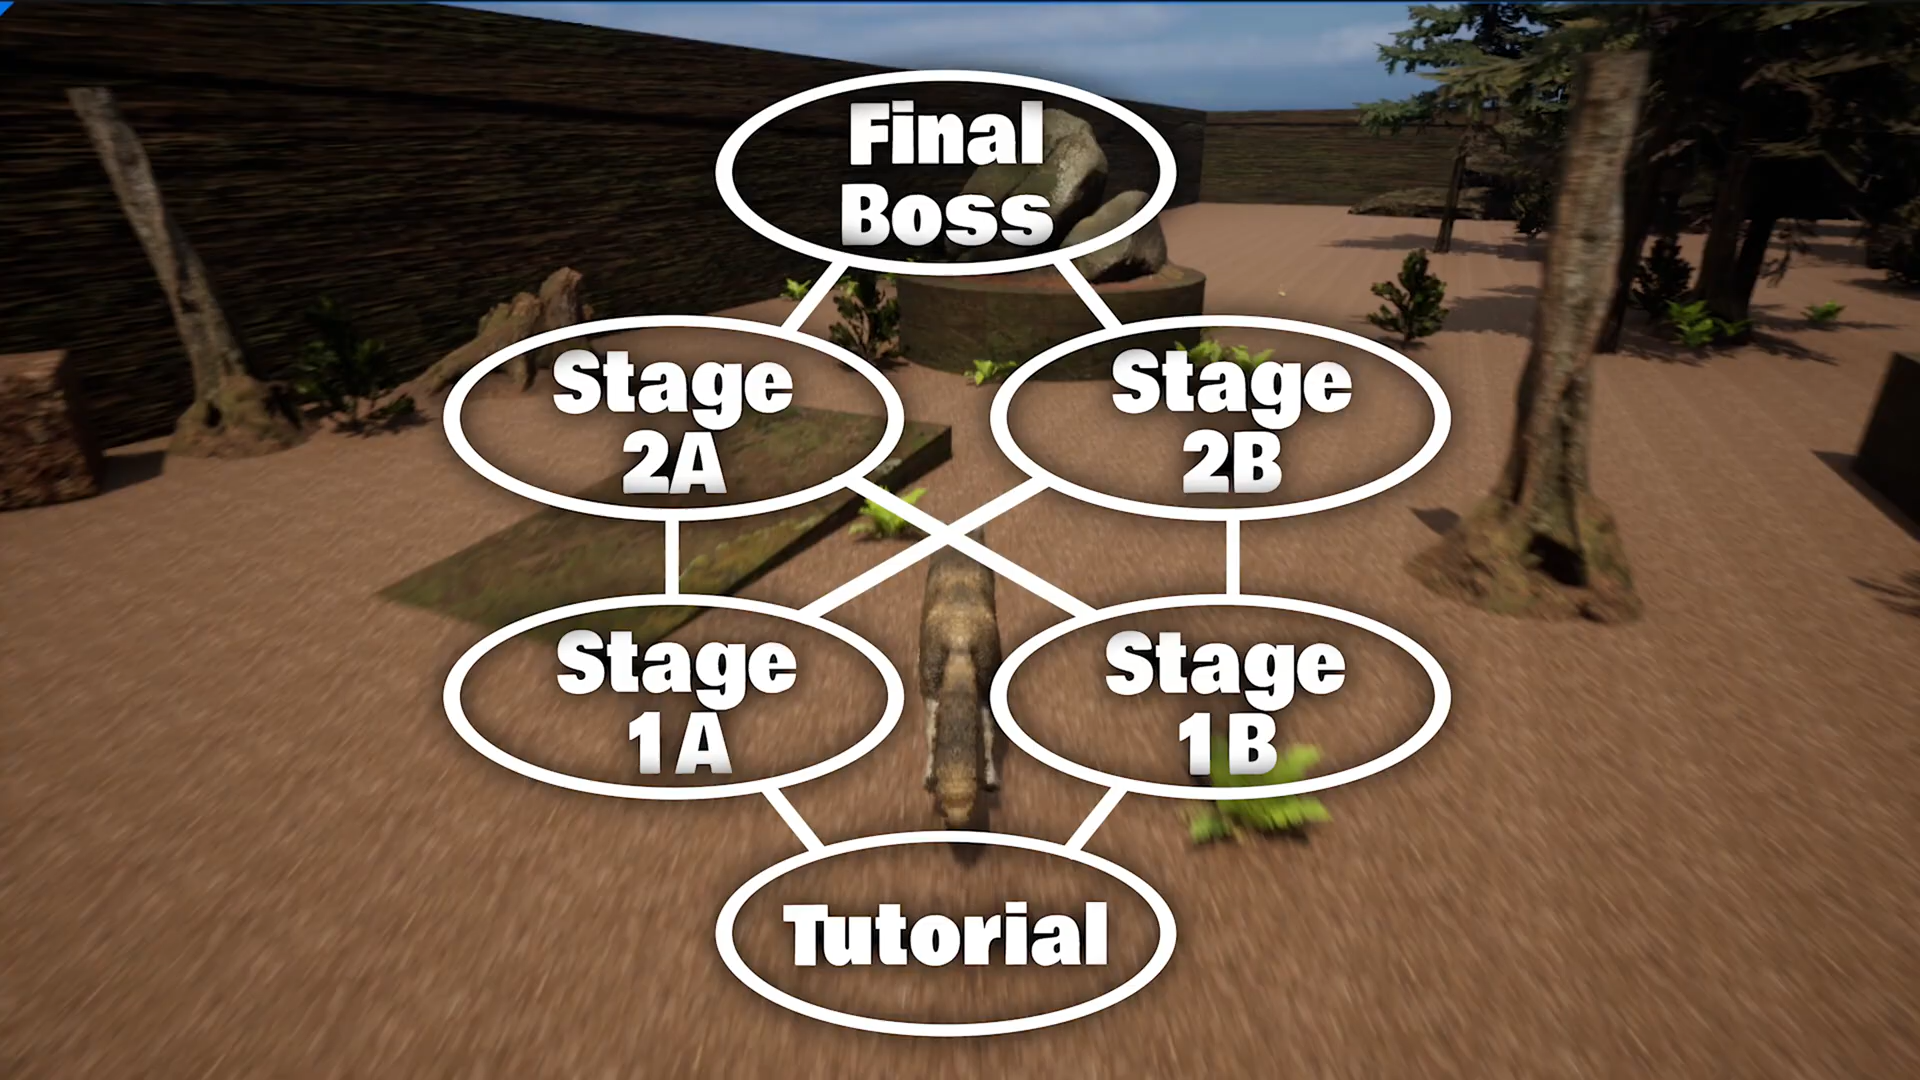 Final
Boss
Stage
2A
Stage
2B
Stage
1A
Stage
1B
Tutorial